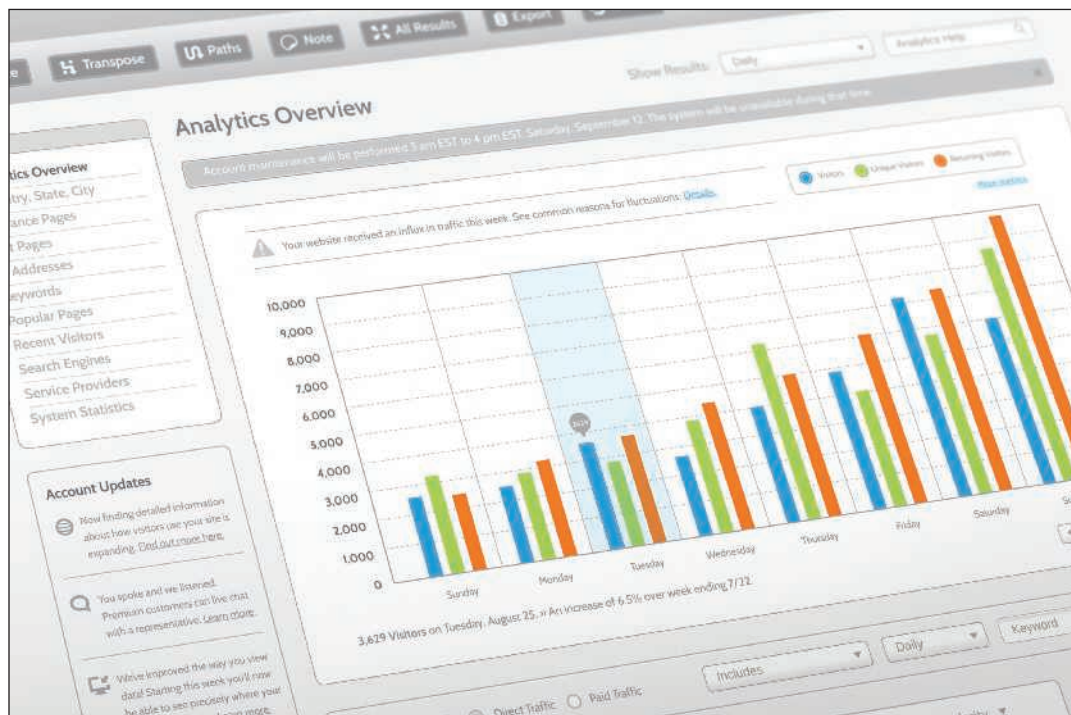 Transpose
Paths
Note
All Results
Export
Analytics Overview
Show Results:
Daily
Analytics Help
Account maintenance will be performed 3 am EST to 4 pm EST, Saturday, September 12. The system will be unavailable during that time.
tics Overview
try, State, City
ance Pages
t Pages
Addresses
eywords
Popular Pages
Recent Visitors
Search Engines
Service Providers
System Statistics
Your website received an influx in traffic this week. See common reasons for fluctuations. Details
Visitors
Unique Visitors
Returning Visitors
10,000
9,000
8,000
7,000
6,000
5,000
4,000
3,000
2,000
1,000
0
Sunday
Monday
Tuesday
Wednesday
Thursday
Friday
Saturday
3,629 Visitors on Tuesday, August 25. » An increase of 6.5% over week ending 7/22
Account Updates
Now finding detailed information
about how visitors use your site is
expanding. Find out more here.
You spoke and we listened.
Premium customers can live chat
with a representative. Learn more.
We've improved the way you view
data! Starting this week you'll now
be able to see precisely where your
Direct Traffic
Paid Traffic
Includes
Daily
Keyword